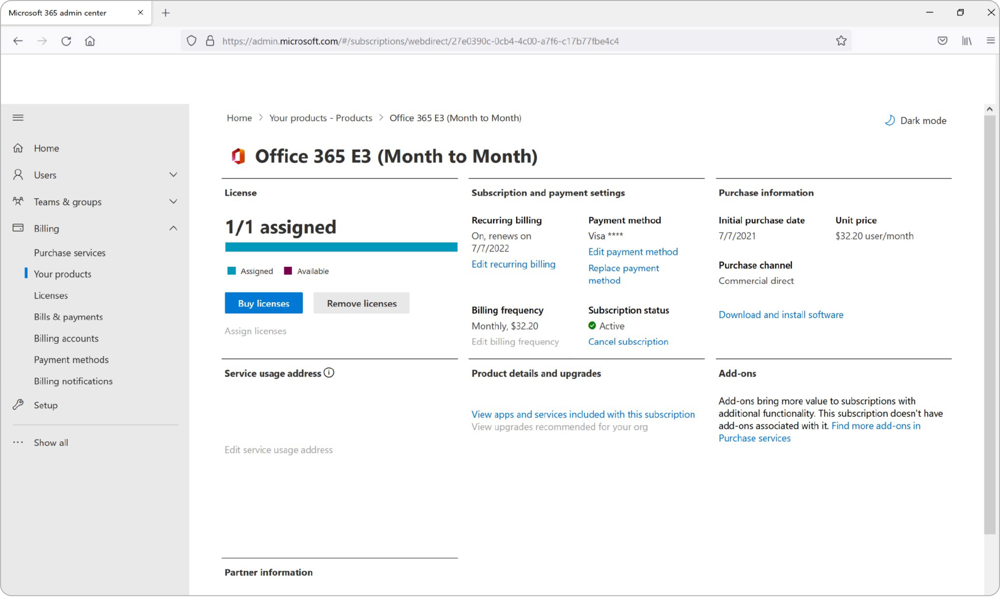 Microsoft 365 admin center
https://admin.microsoft.com/#/subscriptions/webdirect/27e0390c-0cb4-4c00-a7f6-c17b77fbe4c4
Home
Users
Teams & groups
Billing
Purchase services
Your products
Licenses
Bills & payments
Billing accounts
Payment methods
Billing notifications
Setup
Show all
Home > Your products - Products > Office 365 E3 (Month to Month)
Dark mode
Office 365 E3 (Month to Month)
License
1/1 assigned
Assigned
Available
Buy licenses
Remove licenses
Assign licenses
Subscription and payment settings
Recurring billing
On, renews on
7/7/2022
Edit recurring billing
Payment method
Visa ****
Edit payment method
Replace payment
method
Billing frequency
Monthly, $32.20
Edit billing frequency
Subscription status
Active
Cancel subscription
Purchase information
Initial purchase date
7/7/2021
Unit price
$32.20 user/month
Purchase channel
Commercial direct
Download and install software
Service usage address
Edit service usage address
Product details and upgrades
View apps and services included with this subscription
View upgrades recommended for your org
Add-ons
Add-ons bring more value to subscriptions with
additional functionality. This subscription doesn't have
add-ons associated with it. Find more add-ons in
Purchase services
Partner information